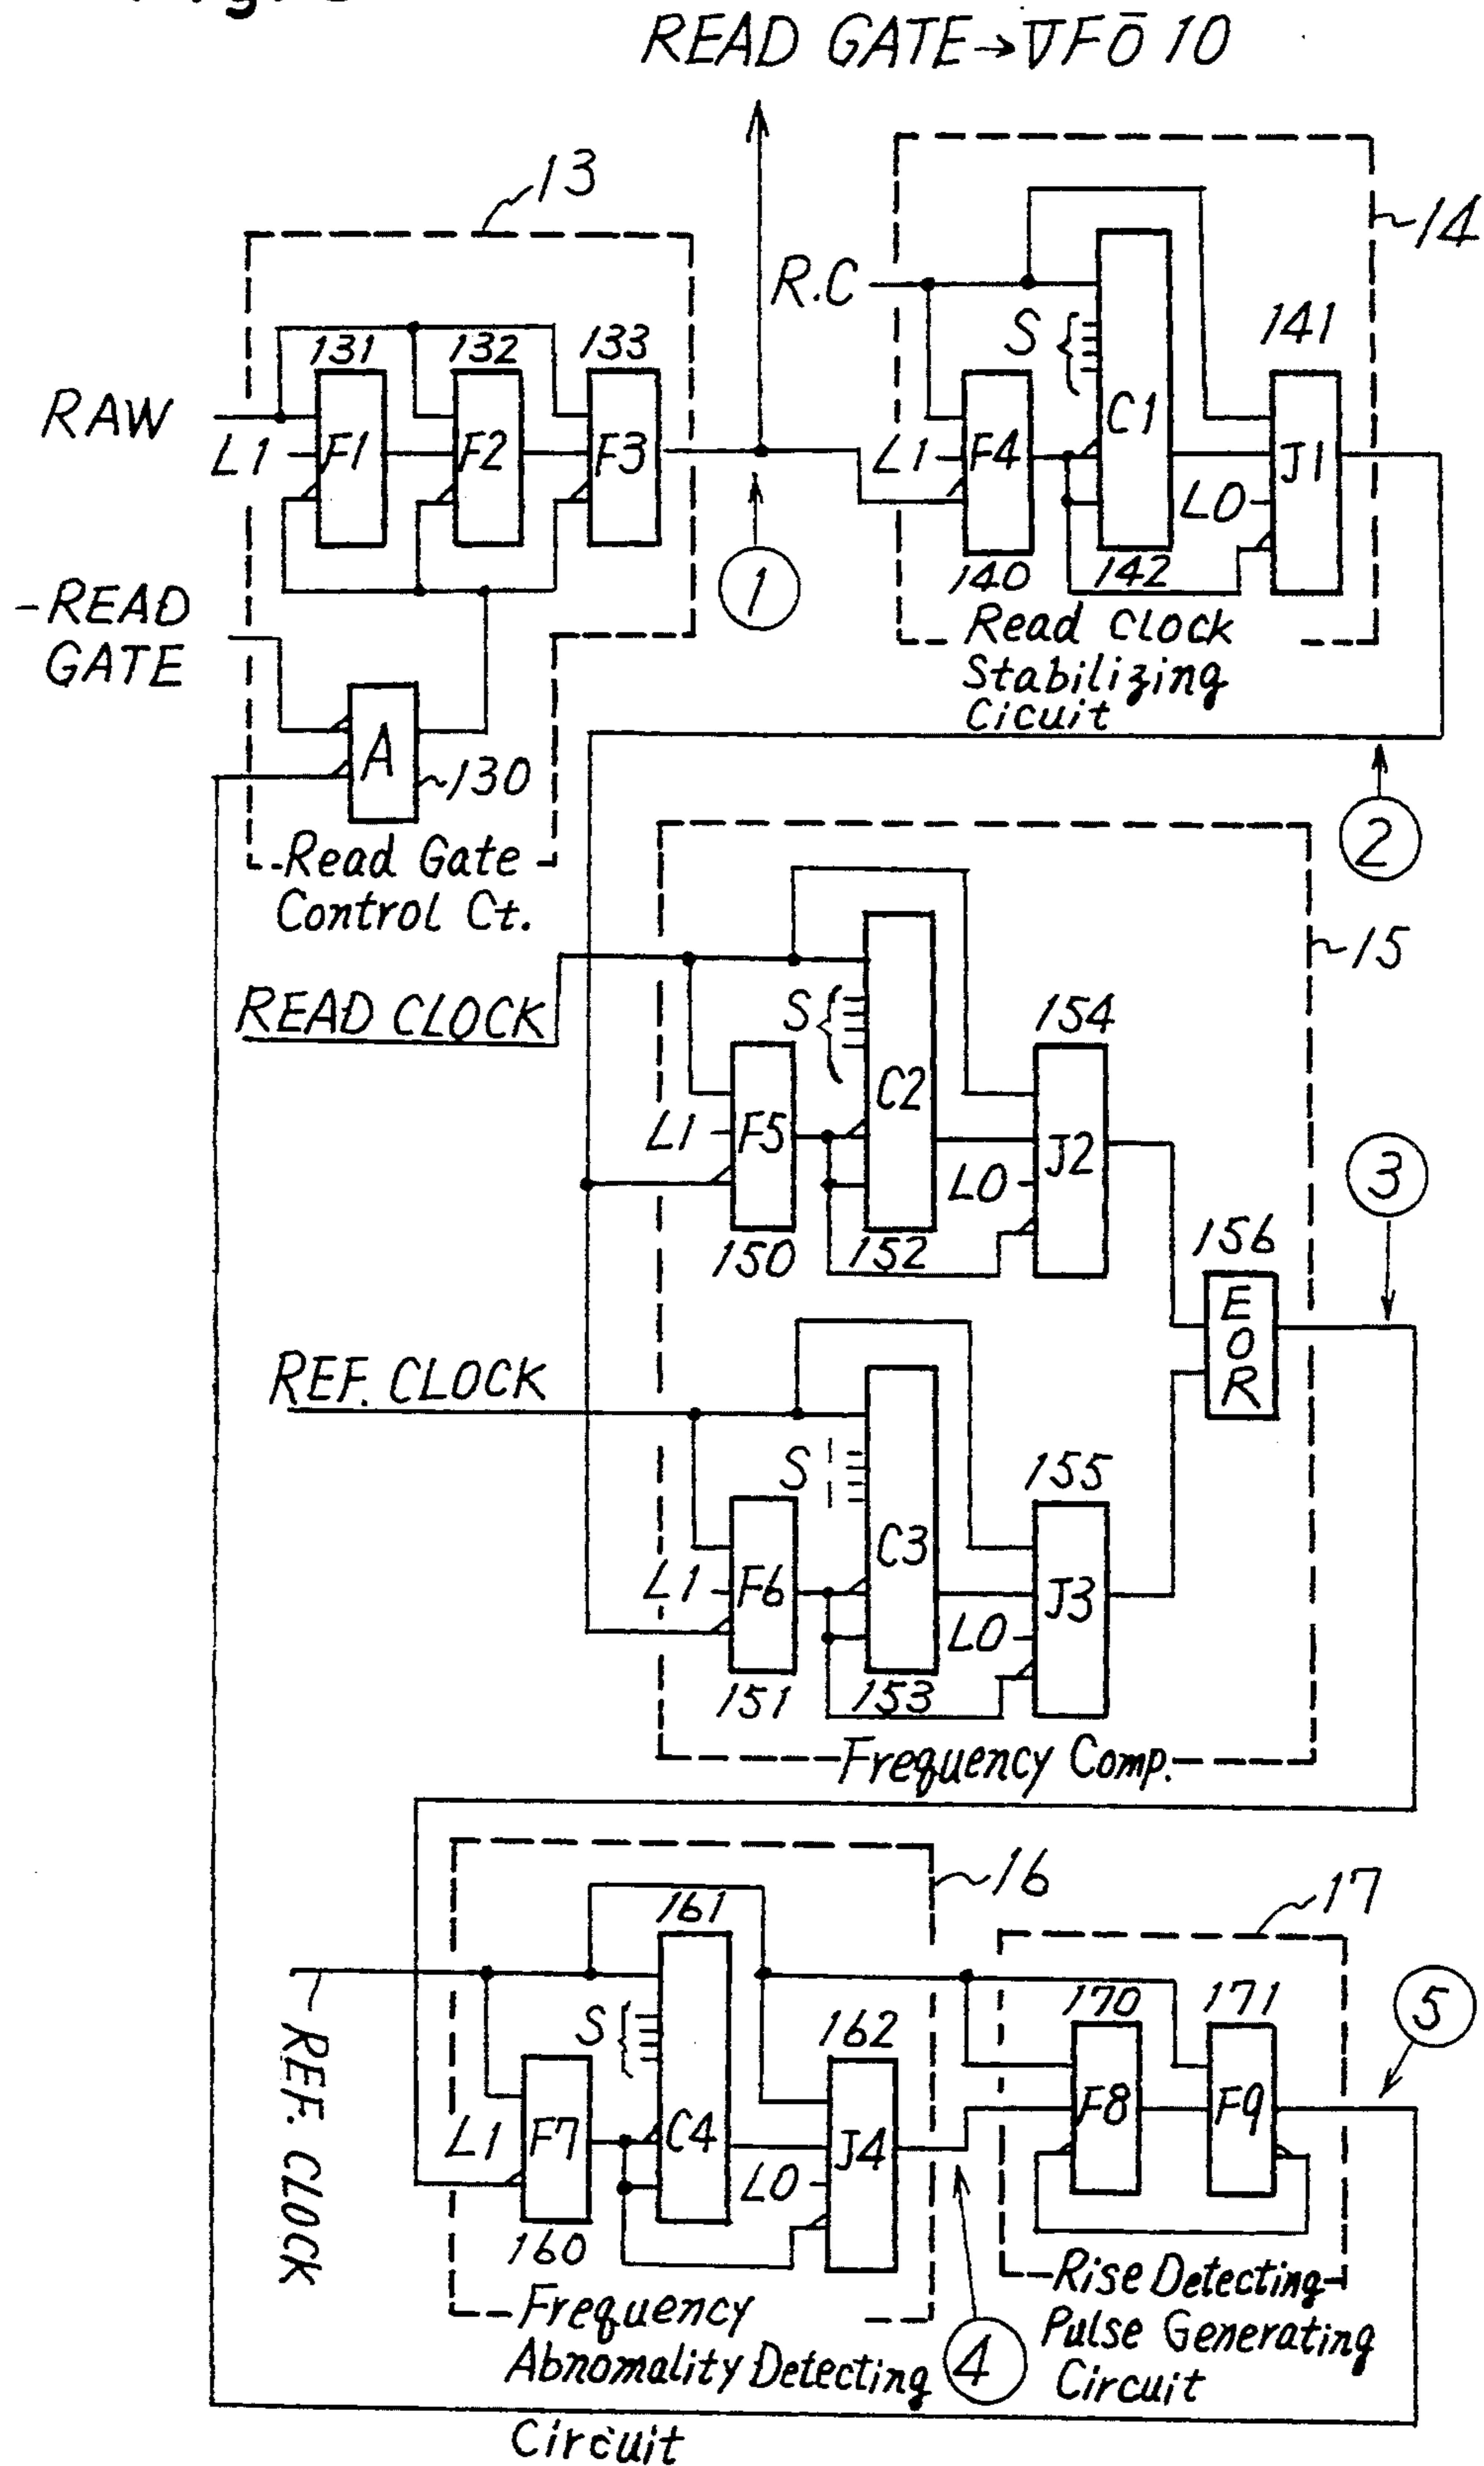 READ GATE→VFO 10
13
14
R.C
S
141
131
132
133
RAW
L1
F1
F2
F3
L1
F4
C1
J1
L0
1
140
142
-READ
GATE
Read Clock
Stabilizing
Cicuit
A
130
2
Read Gate
Control Ct.
15
READ CLOCK
S
154
C2
L1
F5
J2
L0
3
150
152
156
EOR
REF. CLOCK
S
155
C3
L1
F6
J3
L0
151
153
Frequency Comp.
16
17
161
S
170
171
5
162
REF. CLOCK
L1
F7
C4
J4
F8
F9
L0
160
Rise Detecting
Frequency
Pulse Generating
Abnomality Detecting
4
Circuit
Circuit